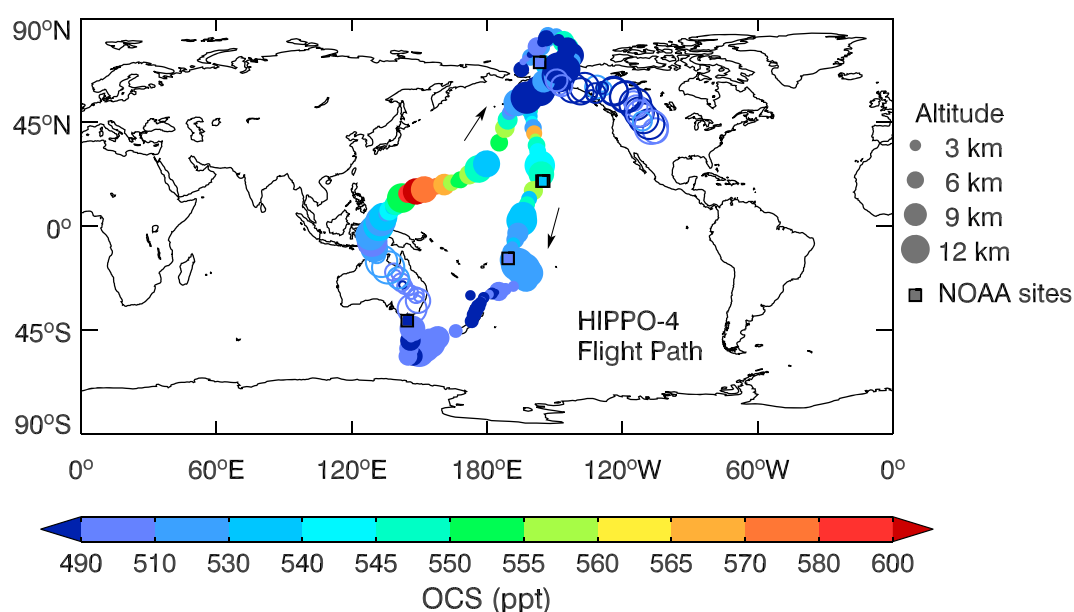 90°N
45°N
0°
45°S
90°S
0°
60°E
120°E
180°E
120°W
60°W
0°
HIPPO-4
Flight Path
Altitude
3 km
6 km
9 km
12 km
NOAA sites
490
510
530
540
545
550
555
560
565
570
580
600
OCS (ppt)